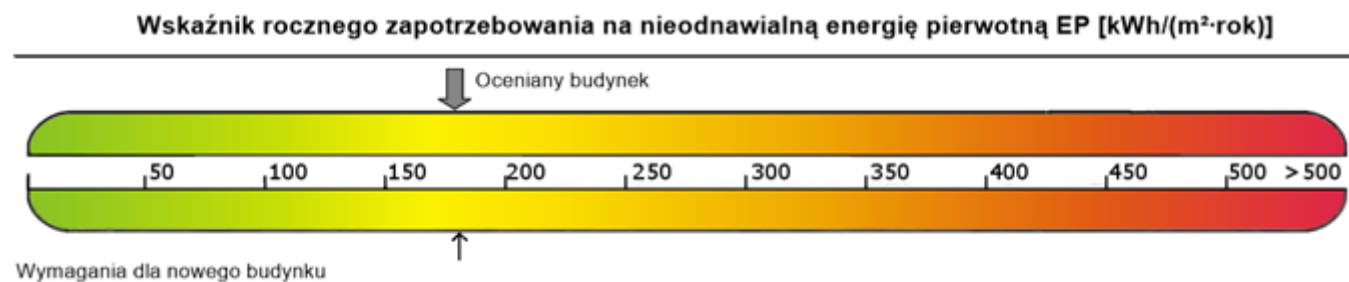 Wskaźnik rocznego zapotrzebowania na nieodnawialną energię pierwotną EP [kWh/(m²·rok)]
Oceniany budynek
50 100 150 200 250 300 350 400 450 500 >500
Wymagania dla nowego budynku